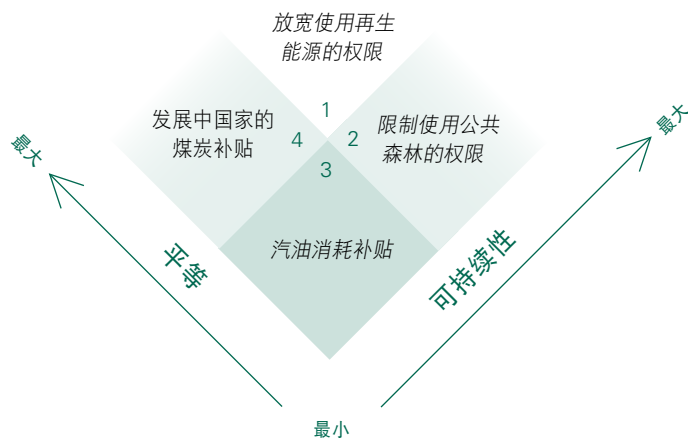 放宽使用再生
能源的权限
1
发展中国家的
煤炭补贴
4
2
限制使用公共
森林的权限
3
汽油消耗补贴
最大
最大
平等
可持续性
最小